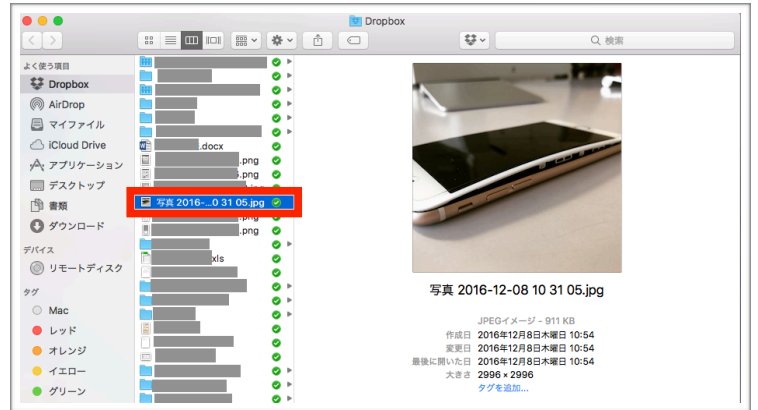 Dropbox
検索
よく使う項目
Dropbox
AirDrop
マイファイル
iCloud Drive
アプリケーション
デスクトップ
書類
ダウンロード
デバイス
リモートディスク
タグ
Mac
レッド
オレンジ
イエロー
グリーン
.docx
.png
.png
写真 2016-...0 31 05.jpg
.png
.png
xls
写真 2016-12-08 10 31 05.jpg
JPEGイメージ - 911 KB
作成日 2016年12月8日木曜日 10:54
変更日 2016年12月8日木曜日 10:54
最後に開いた日 2016年12月8日木曜日 10:54
大きさ 2996 × 2996
タグを追加...